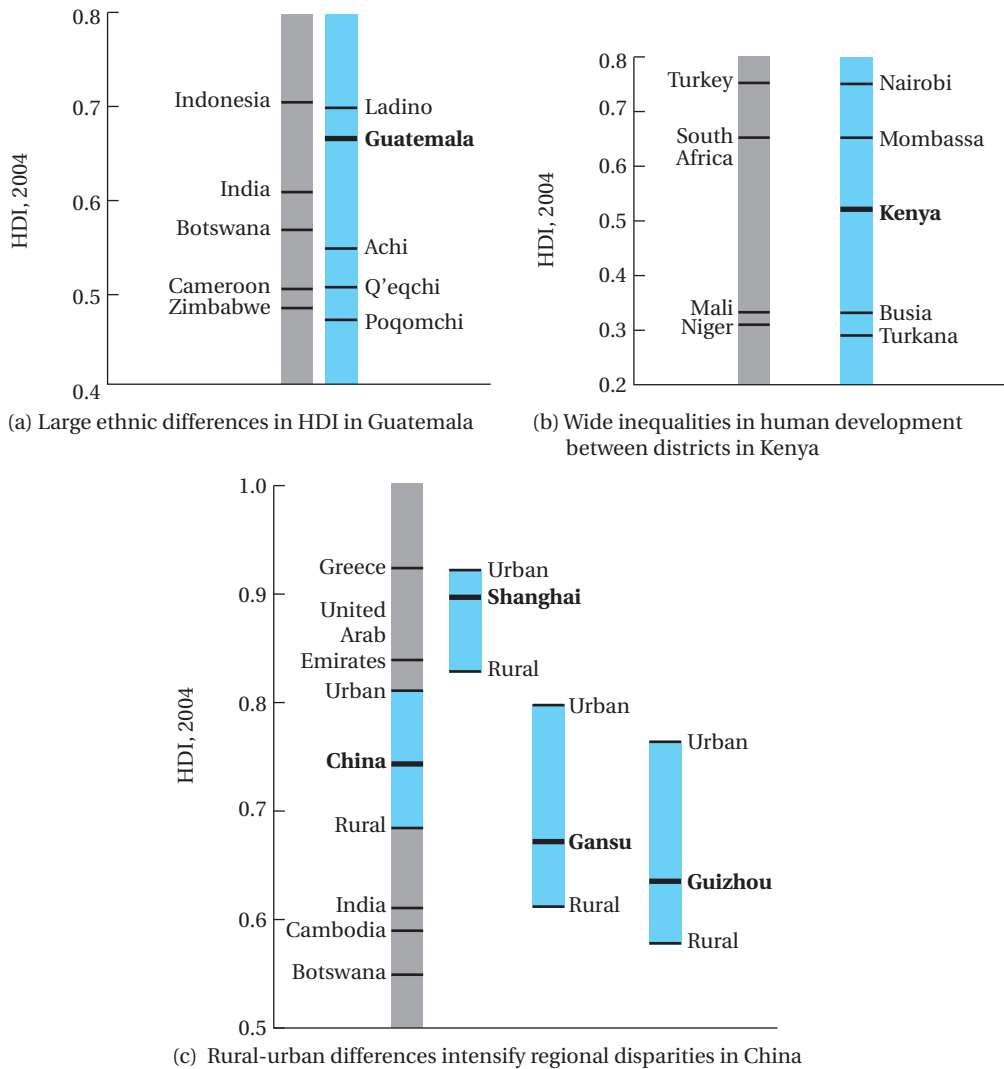 0.8
0.7
0.6
0.5
0.4
HDI, 2004
Indonesia
India
Botswana
Cameroon
Zimbabwe
Ladino
Guatemala
Achi
Q’eqchi
Poqomchi
(a) Large ethnic differences in HDI in Guatemala
0.8
0.7
0.6
0.5
0.4
0.3
0.2
HDI, 2004
Turkey
South
Africa
Mali
Niger
Nairobi
Mombassa
Kenya
Busia
Turkana
(b) Wide inequalities in human development
between districts in Kenya
1.0
0.9
0.8
0.7
0.6
0.5
HDI, 2004
Greece
United
Arab
Emirates
Urban
China
Rural
India
Cambodia
Botswana
Urban
Shanghai
Rural
Urban
Gansu
Rural
Urban
Guizhou
Rural
(c) Rural-urban differences intensify regional disparities in China